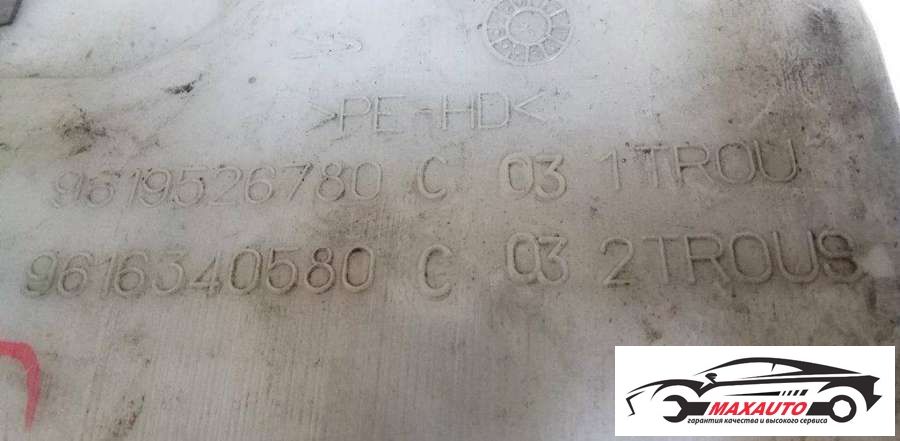 >PE-HD<
9619526780 C 03 1TROU
9616340580 C 03 2TROUS
MAXAUTO
гарантия качества и высокого сервиса